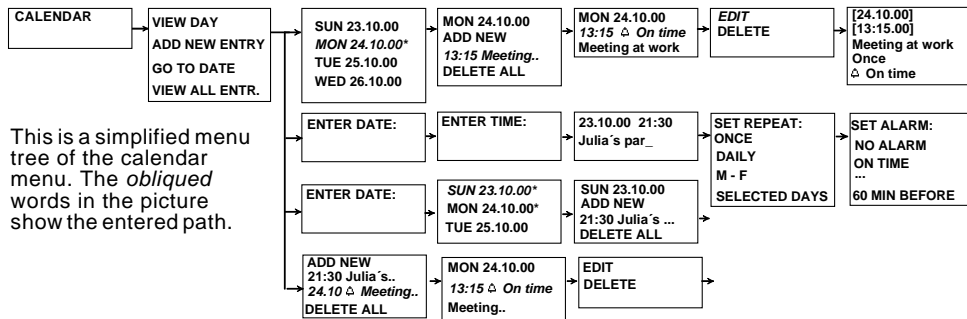 CALENDAR
VIEW DAY
ADD NEW ENTRY
GO TO DATE
VIEW ALL ENTR.
SUN 23.10.00
MON 24.10.00*
TUE 25.10.00
WED 26.10.00
MON 24.10.00
ADD NEW
13:15 Meeting..
DELETE ALL
MON 24.10.00
13:15 On time
Meeting at work
EDIT
DELETE
[24.10.00]
[13:15.00]
Meeting at work
Once
On time
This is a simplified menu
tree of the calendar
menu. The obliqued
words in the picture
show the entered path.
ENTER DATE:
ENTER TIME:
23.10.00 21:30
Julia´s par_
SET REPEAT:
ONCE
DAILY
M - F
SELECTED DAYS
SET ALARM:
NO ALARM
ON TIME
...
60 MIN BEFORE
ENTER DATE:
SUN 23.10.00*
MON 24.10.00*
TUE 25.10.00
SUN 23.10.00
ADD NEW
21:30 Julia´s ...
DELETE ALL
ADD NEW
21:30 Julia´s..
24.10 Meeting..
DELETE ALL
MON 24.10.00
13:15 On time
Meeting..
EDIT
DELETE